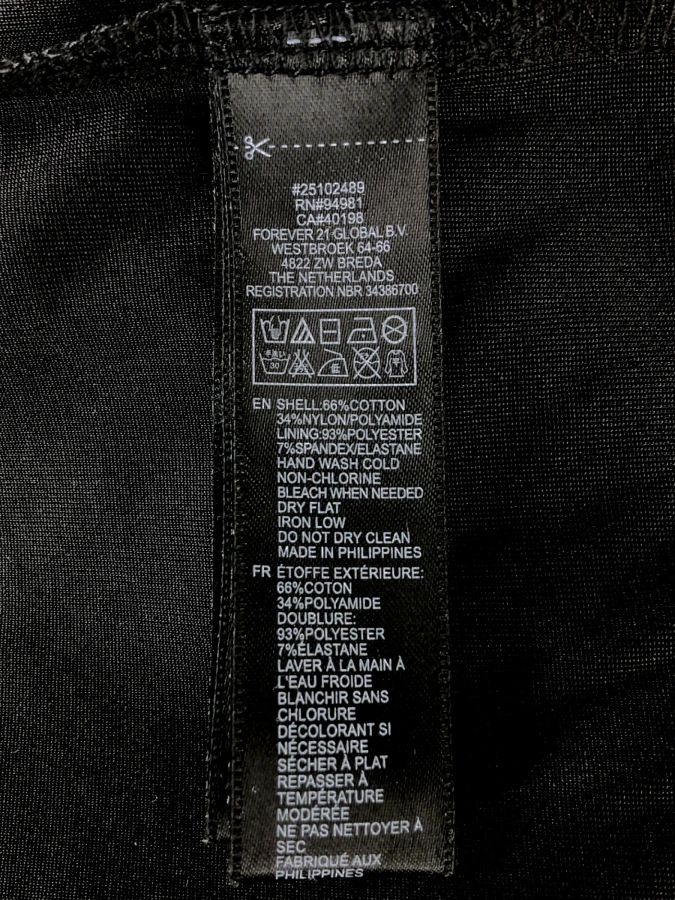 #25102489
RN#94981
CA#40198
FOREVER 21 GLOBAL B.V.
WESTBROEK 64-66
4822 ZW BREDA
THE NETHERLANDS
REGISTRATION NBR 34386700
30
EN SHELL:66%COTTON
34%NYLON/POLYAMIDE
LINING:93%POLYESTER
7%SPANDEX/ELASTANE
HAND WASH COLD
NON-CHLORINE
BLEACH WHEN NEEDED
DRY FLAT
IRON LOW
DO NOT DRY CLEAN
MADE IN PHILIPPINES
FR ÉTOFFE EXTÉRIEURE:
66%COTON
34%POLYAMIDE
DOUBLURE:
93%POLYESTER
7%ÉLASTANE
LAVER À LA MAIN À
L'EAU FROIDE
BLANCHIR SANS
CHLORURE
DÉCOLORANT SI
NÉCESSAIRE
SÉCHER À PLAT
REPASSER À
TEMPÉRATURE
MODÉRÉE
NE PAS NETTOYER À
SEC
FABRIQUÉ AUX
PHILIPPINES